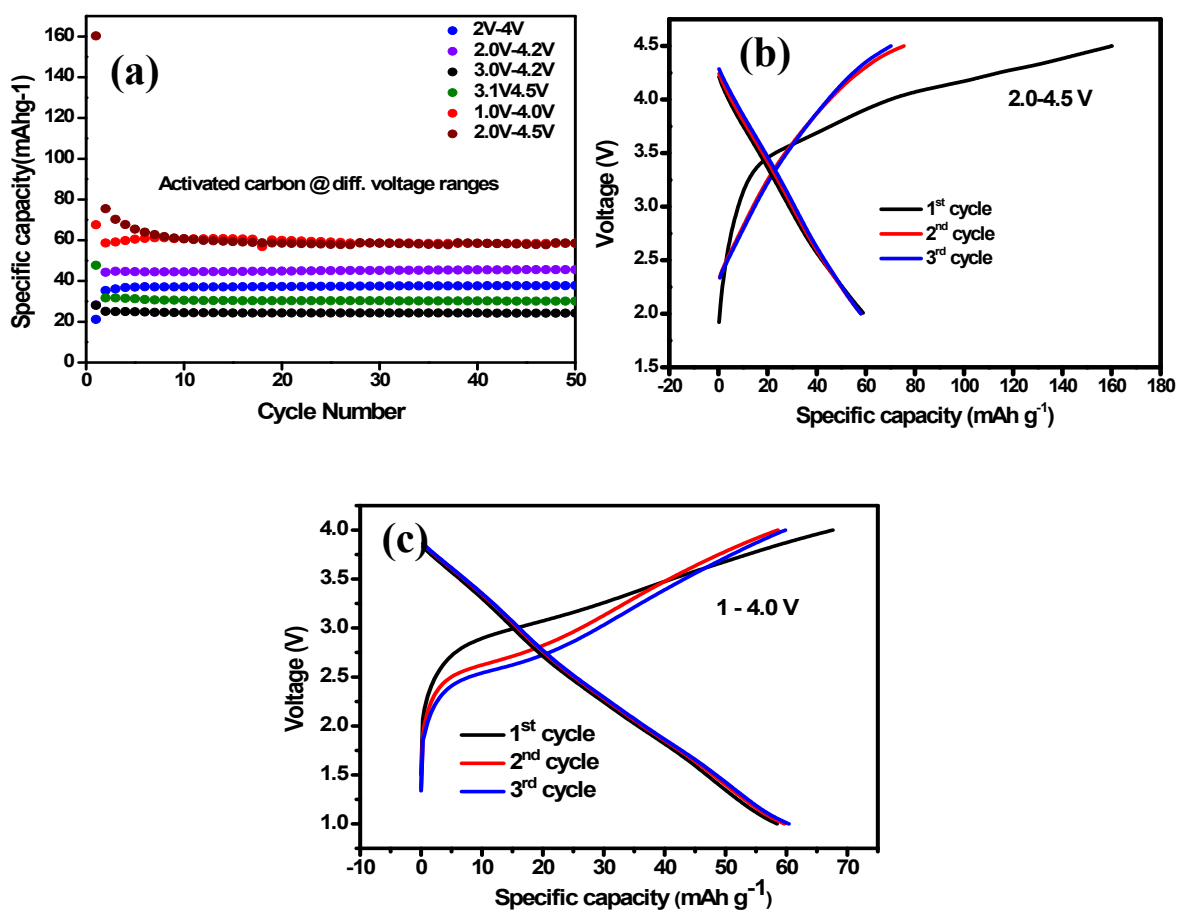 (a)
2V-4V
2.0V-4.2V
3.0V-4.2V
3.1V4.5V
1.0V-4.0V
2.0V-4.5V
Activated carbon @ diff. voltage ranges
Specific capacity(mAhg-1)
160
140
120
100
80
60
40
20
0
0 10 20 30 40 50
Cycle Number
(b)
2.0-4.5 V
1st cycle
2nd cycle
3rd cycle
Voltage (V)
4.5
4.0
3.5
3.0
2.5
2.0
1.5
-20 0 20 40 60 80 100 120 140 160 180
Specific capacity (mAh g-1)
(c)
1 - 4.0 V
1st cycle
2nd cycle
3rd cycle
Voltage (V)
4.0
3.5
3.0
2.5
2.0
1.5
1.0
-10 0 10 20 30 40 50 60 70
Specific capacity (mAh g-1)